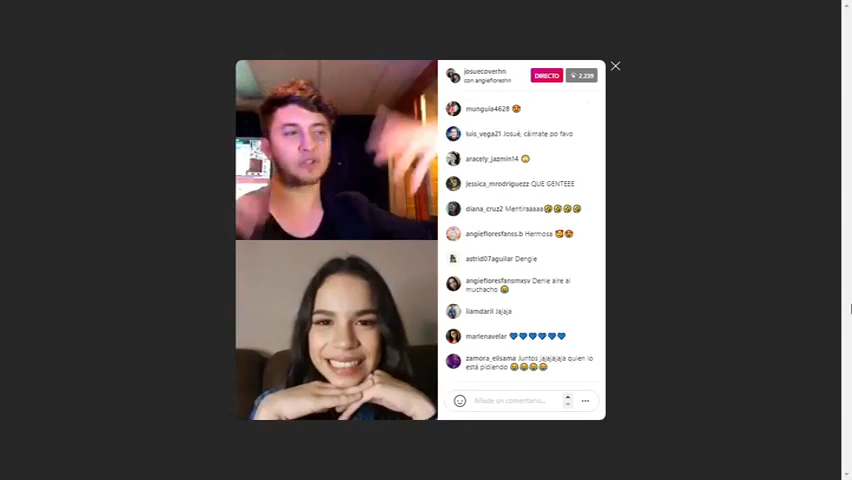 josuecoverhn
con angiefloreshn
DIRECTO
2.239
munguia4628
luis_vega21 Josué, cálmate po favo
aracely_jazmin14
jessica_mrodriguezz QUE GENTEEE
diana_cruz2 Mentiraaaaa
angiefloresfanss.b Hermosa
astrid07aguilar Dengie
angiefloresfansmxsv Denle aire al
muchacho
liamdaril Jajaja
marlenavelar
zamora_elisama Juntos jajajajaja quien lo
está pidiendo
Añade un comentario...